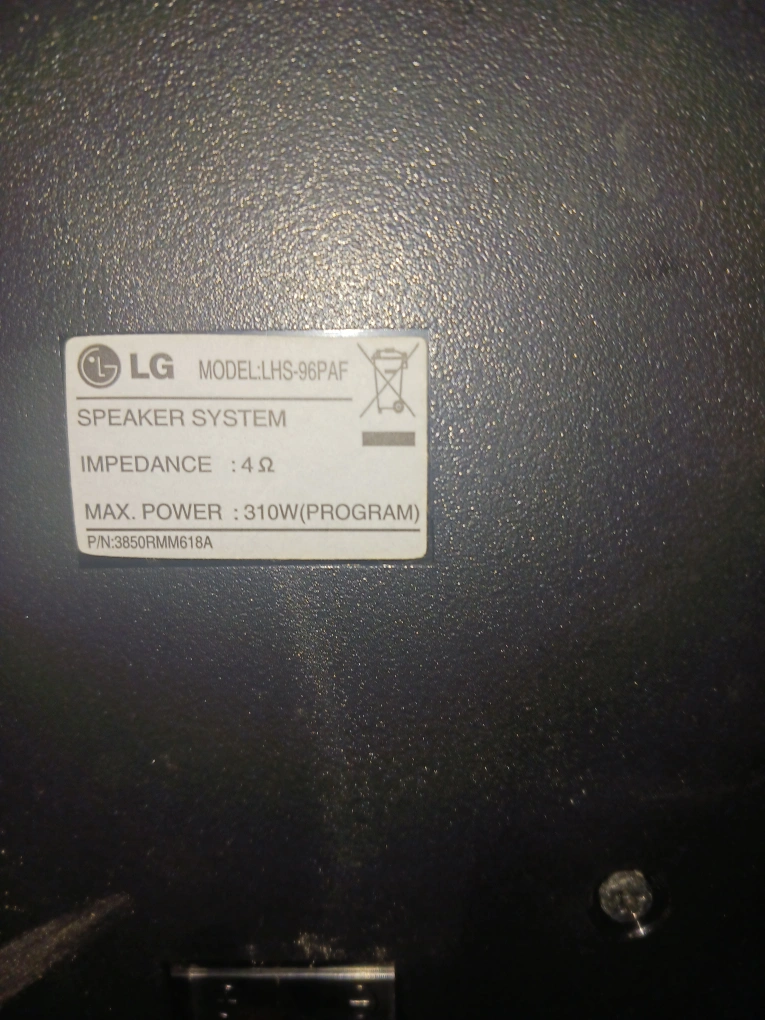 LG MODEL:LHS-96PAF
SPEAKER SYSTEM
IMPEDANCE : 4 Ω
MAX. POWER : 310W(PROGRAM)
P/N:3850RMM618A